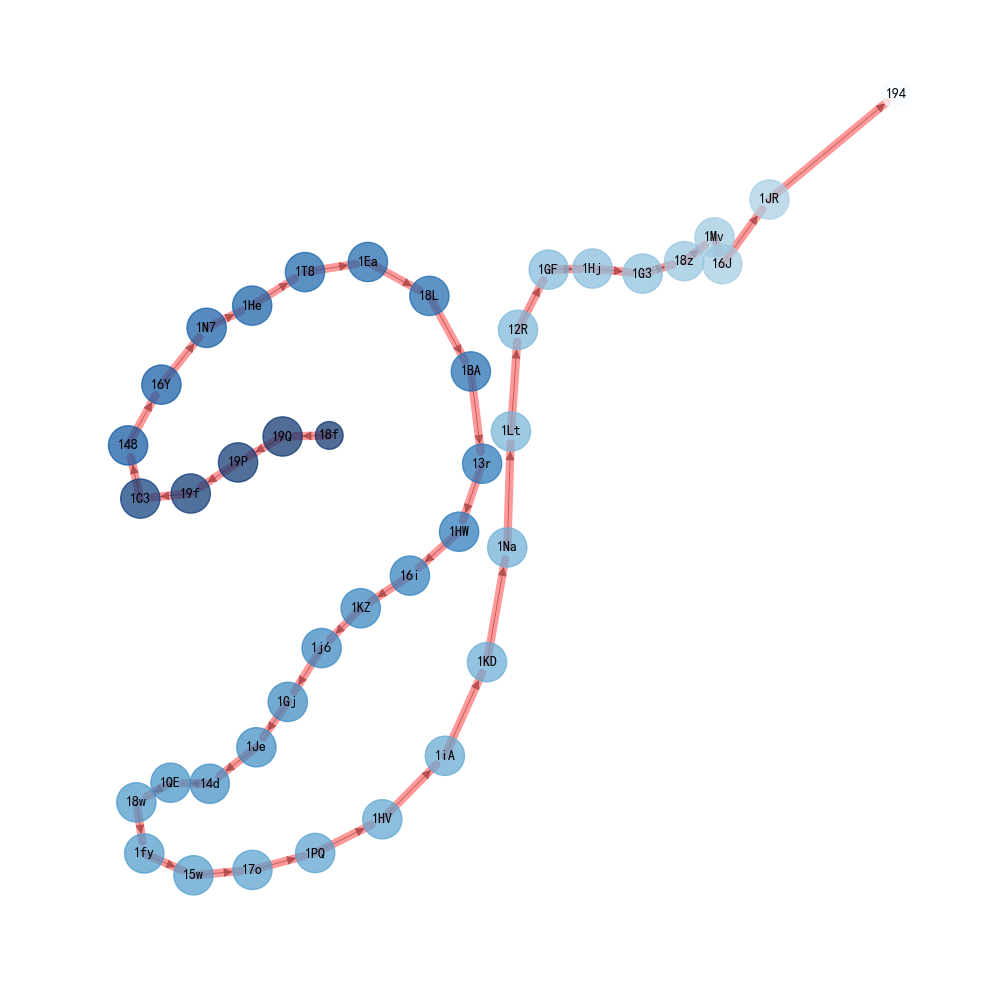 194
1JR
1Mv
16J
18z
1G3
1Hj
1GF
12R
1Lt
1Na
1KD
1iA
1HV
1PQ
17o
15w
1fy
18w
1QE
14d
1Je
1Gj
1j6
1KZ
16i
1HW
13r
1BA
18L
1Ea
1T8
1He
1N7
16Y
148
1C3
19f
19P
19Q
18f